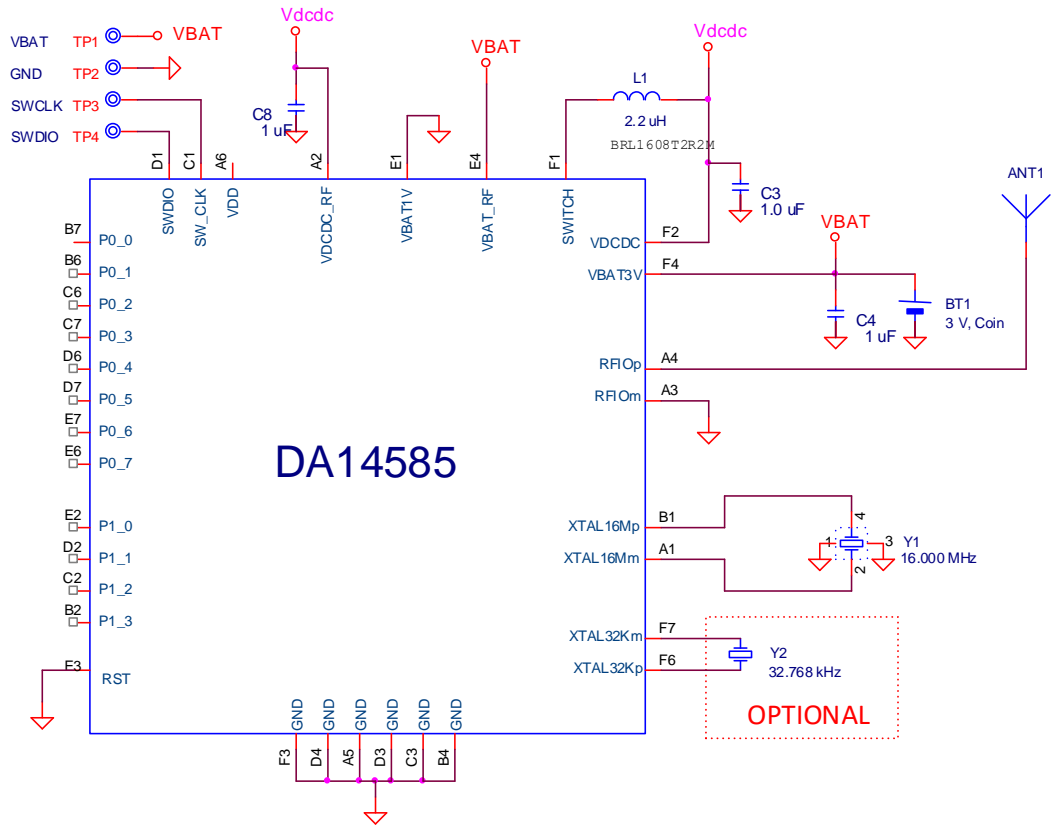 VBAT TP1 VBAT
GND TP2
SWCLK TP3
SWDIO TP4
Vdcdc
C8
1 uF
VBAT
Vdcdc
L1
2.2 uH
BRL1608T2R2M
C3
1.0 uF
ANT1
D1 C1 A6 A2 E1 E4 F1
SWDIO SW_CLK VDD VDCDC_RF VBAT1V VBAT_RF SWITCH
B7 P0_0
B6 P0_1
C6 P0_2
C7 P0_3
D6 P0_4
D7 P0_5
E7 P0_6
E6 P0_7
E2 P1_0
D2 P1_1
C2 P1_2
B2 P1_3
E3 RST
DA14585
VDCDC F2
VBAT3V F4
VBAT
C4
1 uF
BT1
3 V, Coin
RFIOp A4
RFIOm A3
XTAL16Mp B1
XTAL16Mm A1
4
1
3
2
Y1
16.000 MHz
XTAL32Km F7
XTAL32Kp F6
Y2
32.768 kHz
OPTIONAL
GND GND GND GND GND GND
F3 D4 A5 D3 C3 B4